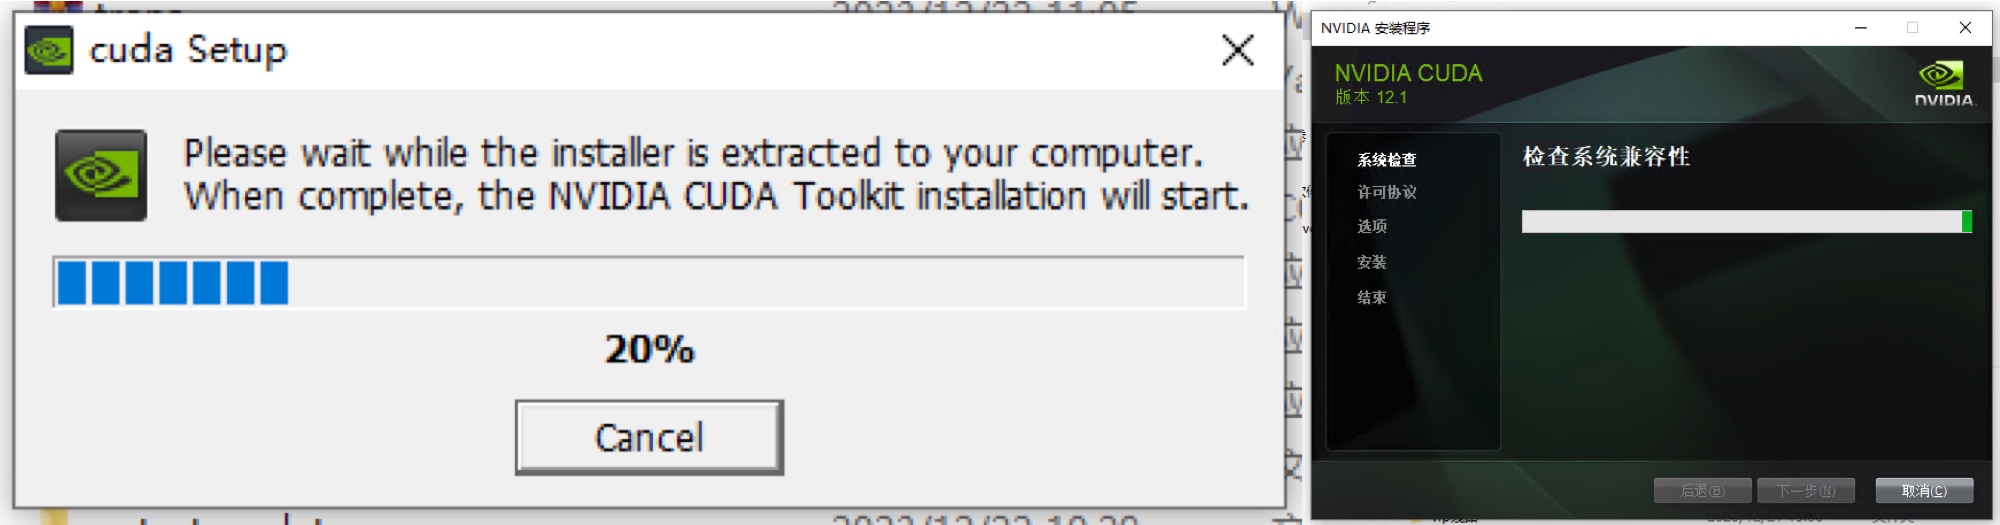 cuda Setup
Please wait while the installer is extracted to your computer.
When complete, the NVIDIA CUDA Toolkit installation will start.
20%
Cancel
NVIDIA 安装程序
NVIDIA CUDA
版本 12.1
nVIDIA.
系统检查
许可协议
选项
安装
结束
检查系统兼容性
后退(B)
下一步(N)
取消(C)